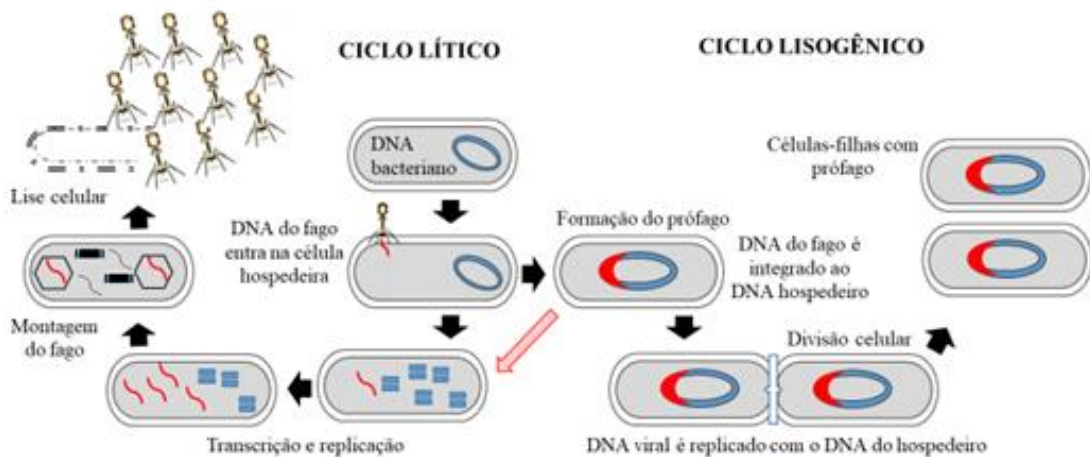 CICLO LÍTICO
CICLO LISOGÊNICO
DNA
bacteriano
Lise celular
DNA do fago
entra na célula
hospedeira
Montagem
do fago
Transcrição e replicação
Formação do prófago
DNA do fago é
integrado ao
DNA hospedeiro
Células-filhas com
prófago
Divisão celular
DNA viral é replicado com o DNA do hospedeiro